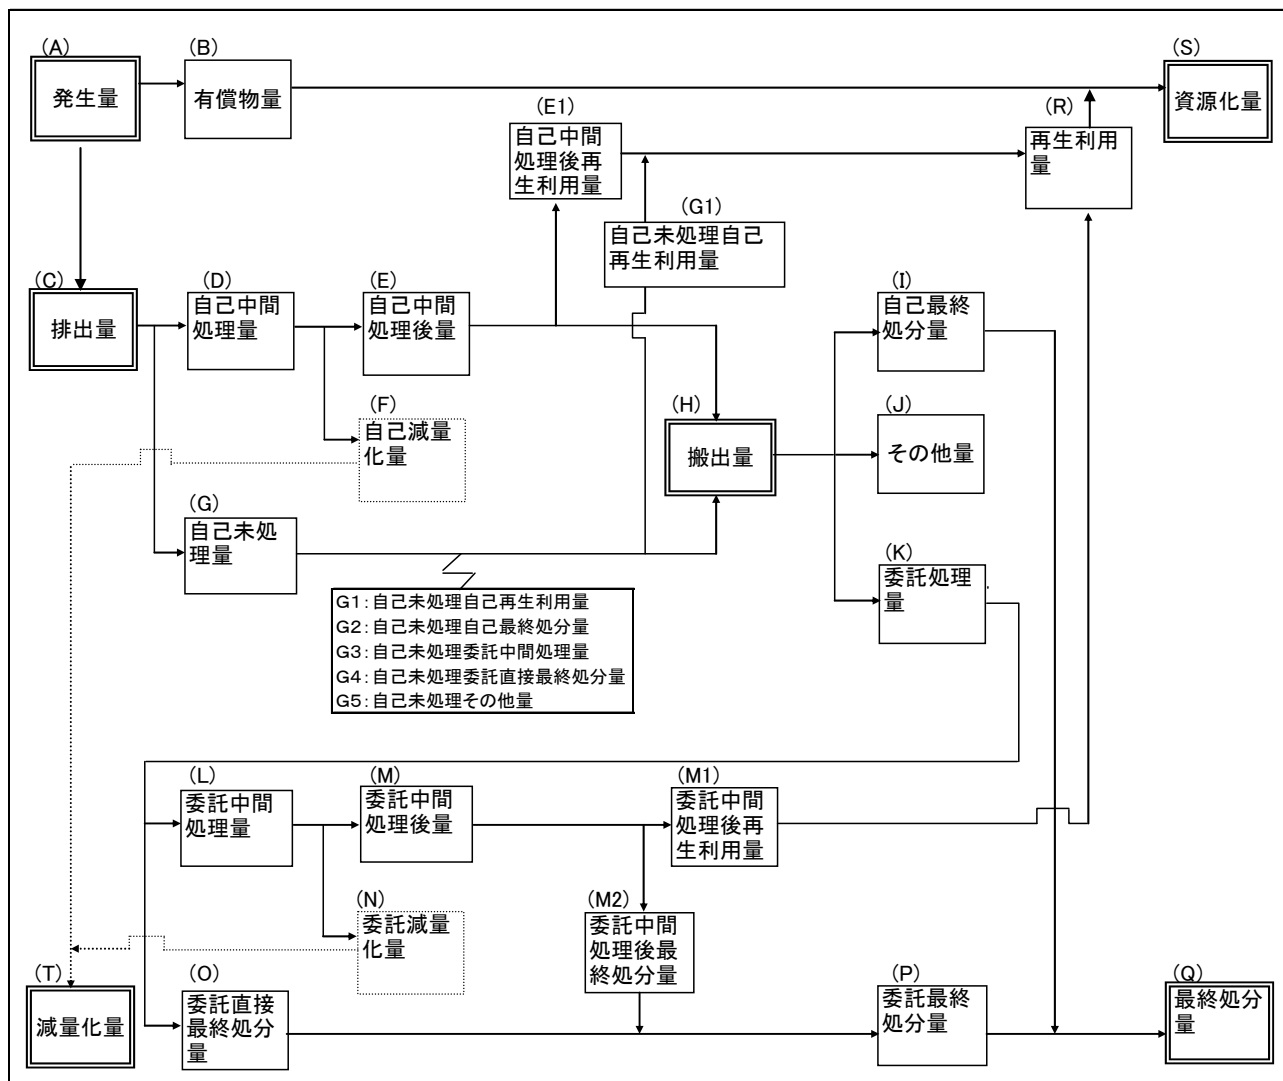 (A)
発生量
(B)
有償物量
(S)
資源化量
(E1)
自己中間
処理後再
生利用量
(R)
再生利用
量
(G1)
自己未処理自己
再生利用量
(C)
排出量
(D)
自己中間
処理量
(E)
自己中間
処理後量
(I)
自己最終
処分量
(F)
自己減量
化量
(H)
搬出量
(J)
その他量
(G)
自己未処
理量
(K)
委託処理
量
G1:自己未処理自己再生利用量
G2:自己未処理自己最終処分量
G3:自己未処理委託中間処理量
G4:自己未処理委託直接最終処分量
G5:自己未処理その他量
(L)
委託中間
処理量
(M)
委託中間
処理後量
(M1)
委託中間
処理後再
生利用量
(N)
委託減量
化量
(M2)
委託中間
処理後最
終処分量
(T)
減量化量
(O)
委託直接
最終処分
量
(P)
委託最終
処分量
(Q)
最終処分
量